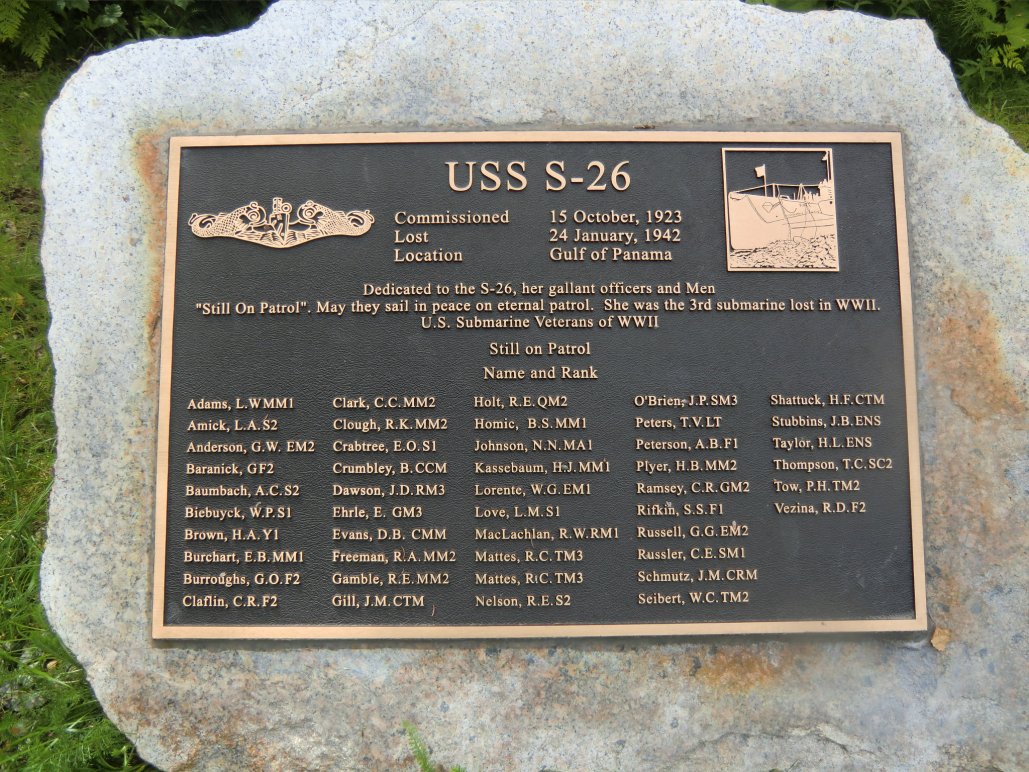 USS S-26
Commissioned 15 October, 1923
Lost 24 January, 1942
Location Gulf of Panama
Dedicated to the S-26, her gallant officers and Men
"Still On Patrol". May they sail in peace on eternal patrol. She was the 3rd submarine lost in WWII.
U.S. Submarine Veterans of WWII
Still on Patrol
Name and Rank
Adams, L.WMM1
Amick, L.A.S2
Anderson, G.W. EM2
Baranick, GF2
Baumbach, A.C.S2
Biebuyck, W.P.S1
Brown, H.A.Y1
Burchart, E.B.MM1
Burroughs, G.O.F2
Claflin, C.R.F2
Clark, C.C.MM2
Clough, R.K.MM2
Crabtree, E.O.S1
Crumbley, B.CCM
Dawson, J.D.RM3
Ehrle, E. GM3
Evans, D.B. CMM
Freeman, R.A.MM2
Gamble, R.E.MM2
Gill, J.M.CTM
Holt, R.E.QM2
Homic, B.S.MM1
Johnson, N.N.MA1
Kassebaum, H.J.MM1
Lorente, W.G.EM1
Love, L.M.S1
MacLachlan, R.W.RM1
Mattes, R.C.TM3
Mattes, R.C.TM3
Nelson, R.E.S2
O'Brien, J.P.SM3
Peters, T.V.LT
Peterson, A.B.F1
Plyer, H.B.MM2
Ramsey, C.R.GM2
Rifkin, S.S.F1
Russell, G.G.EM2
Russler, C.E.SM1
Schmutz, J.M.CRM
Seibert, W.C.TM2
Shattuck, H.F.CTM
Stubbins, J.B.ENS
Taylor, H.L.ENS
Thompson, T.C.SC2
Tow, P.H.TM2
Vezina, R.D.F2